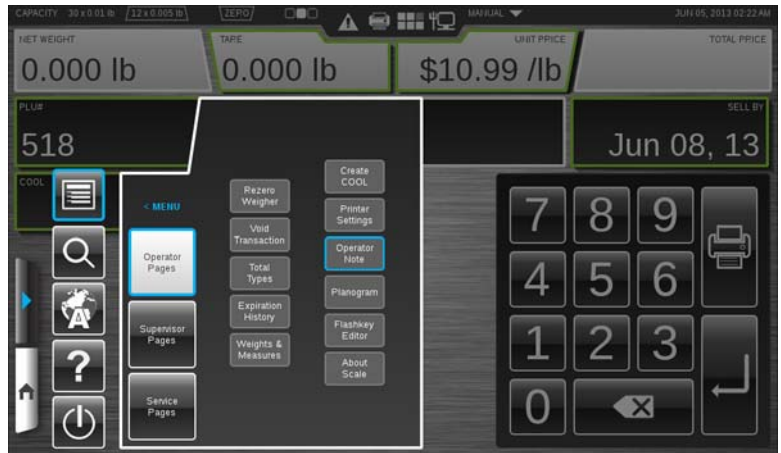 CAPACITY 30 x 0.01 lb 12 x 0.005 lb ZERO MANUAL JUN 05, 2013 02:22 AM
NET WEIGHT TARE UNIT PRICE TOTAL PRICE
0.000 lb 0.000 lb $10.99 /lb
PLU# SELL BY
518 Jun 08, 13
COOL
< MENU
Operator
Pages
Supervisor
Pages
Service
Pages
Rezero
Weigher
Void
Transaction
Total
Types
Expiration
History
Weights &
Measures
Create
COOL
Printer
Settings
Operator
Note
Planogram
Flashkey
Editor
About
Scale
?
7 8 9
4 5 6
1 2 3
0